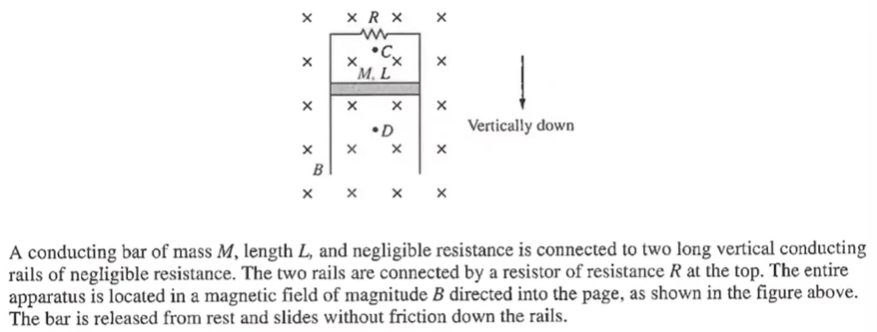 × × R × ×
• C
× × × ×
M, L
× × × ×
• D
Vertically down
× × × ×
B
× × × ×
A conducting bar of mass M, length L, and negligible resistance is connected to two long vertical conducting
rails of negligible resistance. The two rails are connected by a resistor of resistance R at the top. The entire
apparatus is located in a magnetic field of magnitude B directed into the page, as shown in the figure above.
The bar is released from rest and slides without friction down the rails.